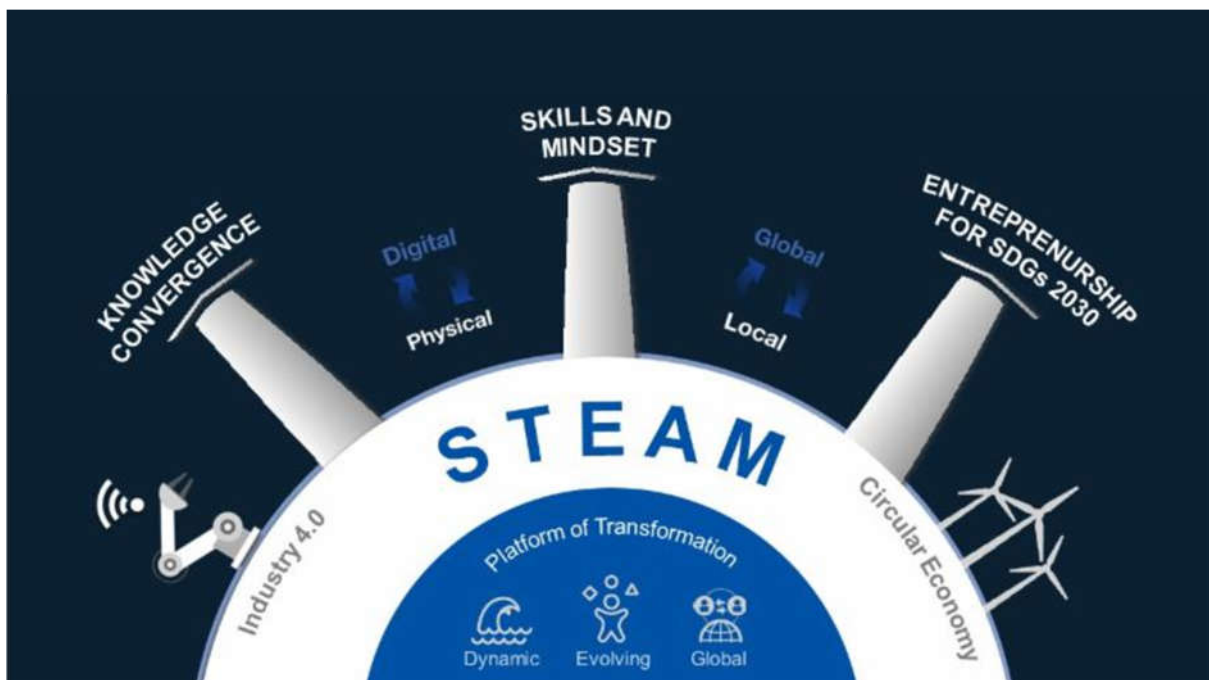 SKILLS AND
MINDSET
KNOWLEDGE
CONVERGENCE
ENTREPRENURSHIP
FOR SDGs 2030
Digital
Physical
Global
Local
STEAM
Industry 4.0
Circular Economy
Platform of Transformation
Dynamic
Evolving
Global